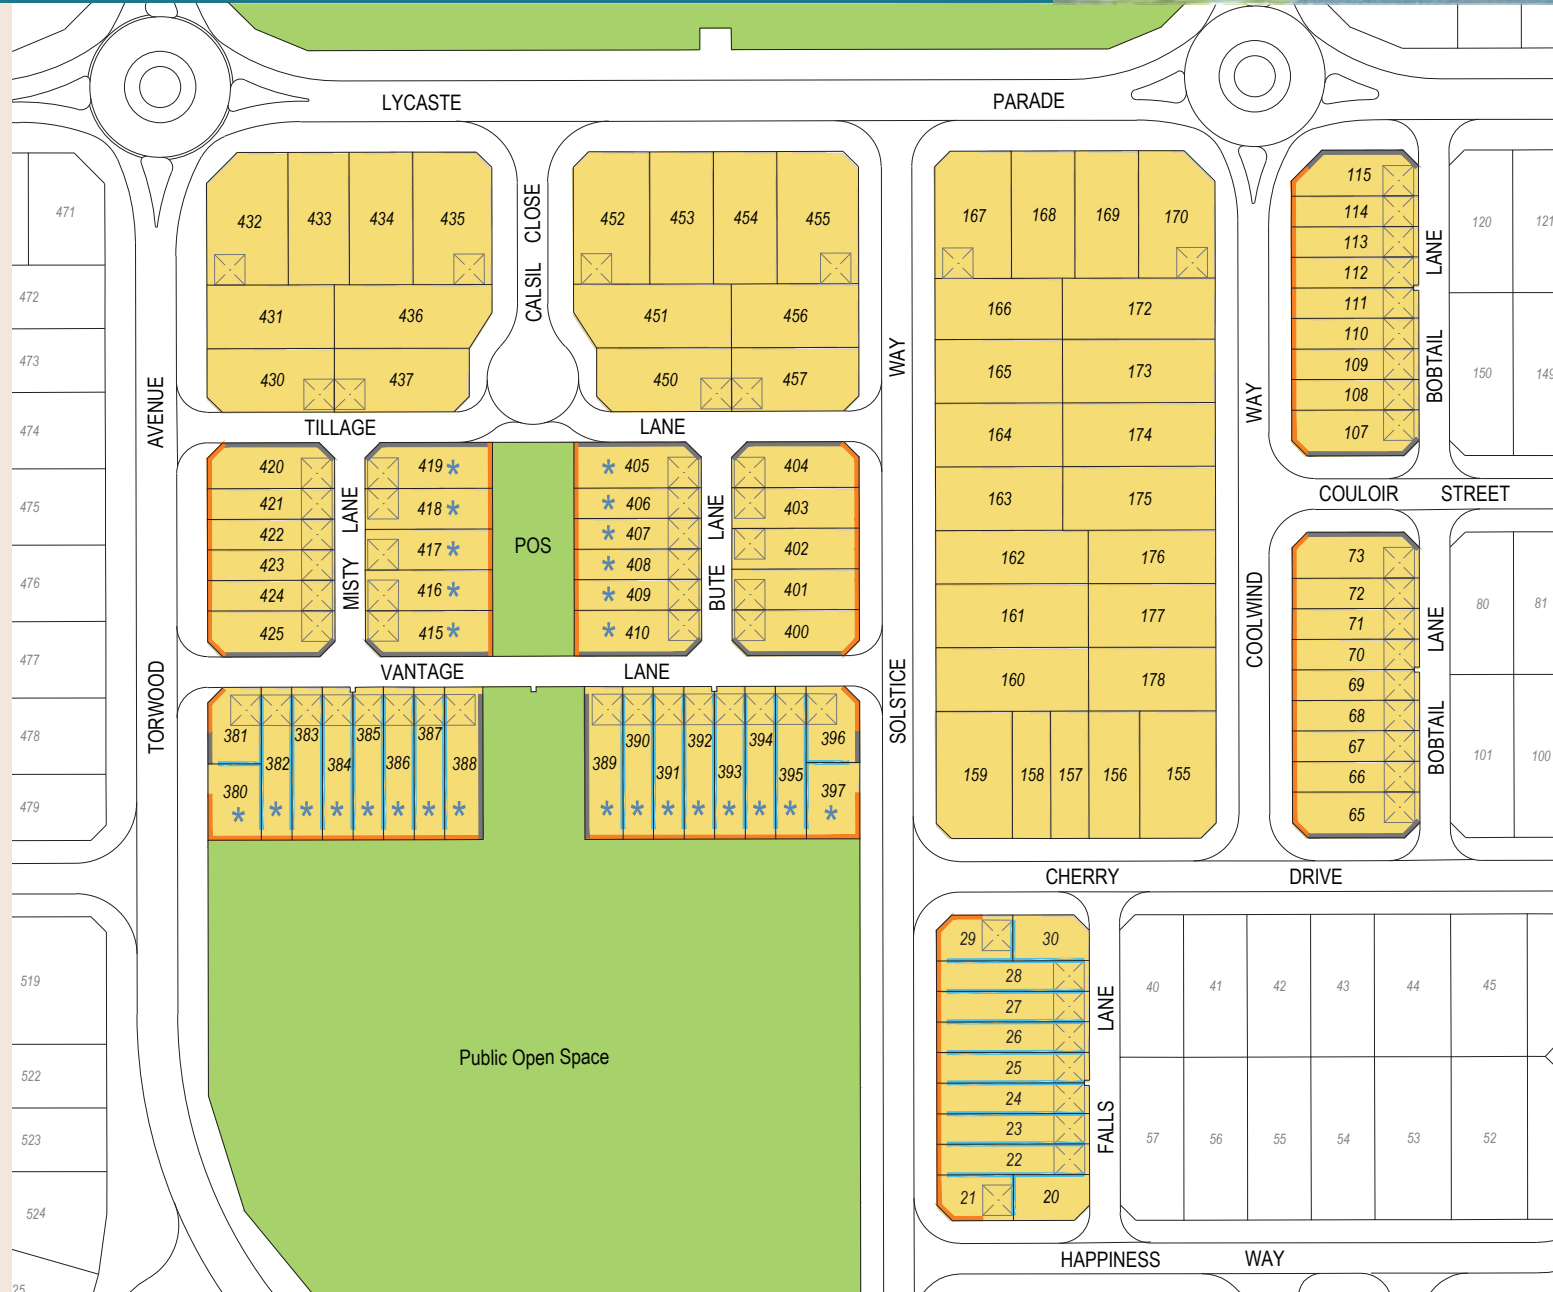 LYCASTE PARADE
471
432 433 434 435
CALSIL CLOSE
452 453 454 455
167 168 169 170
115
114
113
112
111
110
109
108
107
BOBTAIL LANE
120 121
150 149
472
473
474
475
476
477
478
479
431 436
430 437
451 456
450 457
166 172
165 173
164 174
163 175
162 176
161 177
160 178
159 158 157 156 155
TORWOOD AVENUE
TILLAGE LANE
SOLSTICE WAY
COOLWIND WAY
COULOIR STREET
420
421
422
423
424
425
MISTY LANE
419 *
418 *
417 *
416 *
415 *
POS
* 405
* 406
* 407
* 408
* 409
* 410
BUTE LANE
404
403
402
401
400
73
72
71
70
69
68
67
66
65
BOBTAIL LANE
80 81
101 100
VANTAGE LANE
381 382 383 384 385 386 387 388
380
* * * * * * * *
389 390 391 392 393 394 395 396
397
* * * * * * * *
CHERRY DRIVE
519
522
523
524
25
Public Open Space
29 30
28
27
26
25
24
23
22
21 20
FALLS LANE
40 41 42 43 44 45
57 56 55 54 53 52
HAPPINESS WAY